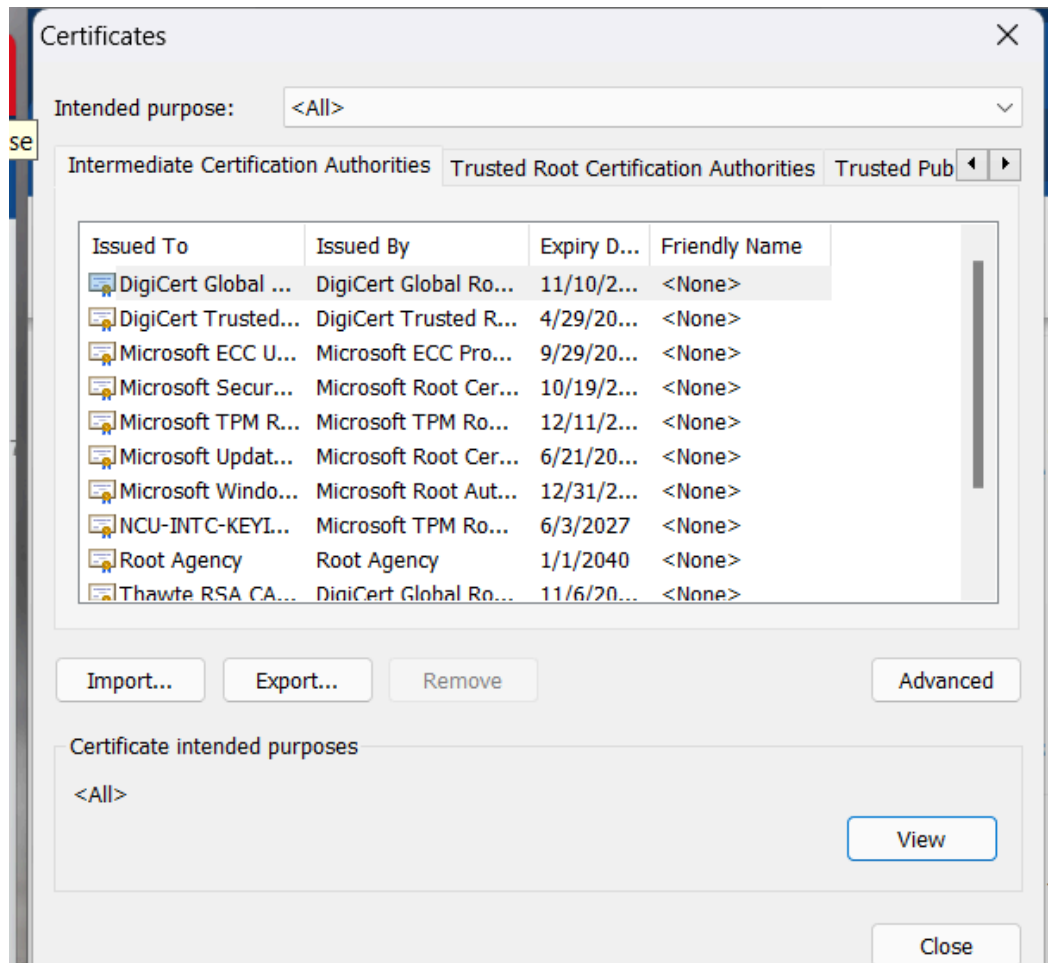 Certificates
Intended purpose: <All>
se
Intermediate Certification Authorities Trusted Root Certification Authorities Trusted Pub
Issued To Issued By Expiry D... Friendly Name
DigiCert Global ... DigiCert Global Ro... 11/10/2... <None>
DigiCert Trusted... DigiCert Trusted R... 4/29/20... <None>
Microsoft ECC U... Microsoft ECC Pro... 9/29/20... <None>
Microsoft Secur... Microsoft Root Cer... 10/19/2... <None>
Microsoft TPM R... Microsoft TPM Ro... 12/11/2... <None>
Microsoft Updat... Microsoft Root Cer... 6/21/20... <None>
Microsoft Windo... Microsoft Root Aut... 12/31/2... <None>
NCU-INTC-KEYI... Microsoft TPM Ro... 6/3/2027 <None>
Root Agency Root Agency 1/1/2040 <None>
Thawte RSA CA... DigiCert Global Ro... 11/6/20... <None>
Import... Export... Remove Advanced
Certificate intended purposes
<All>
View
Close